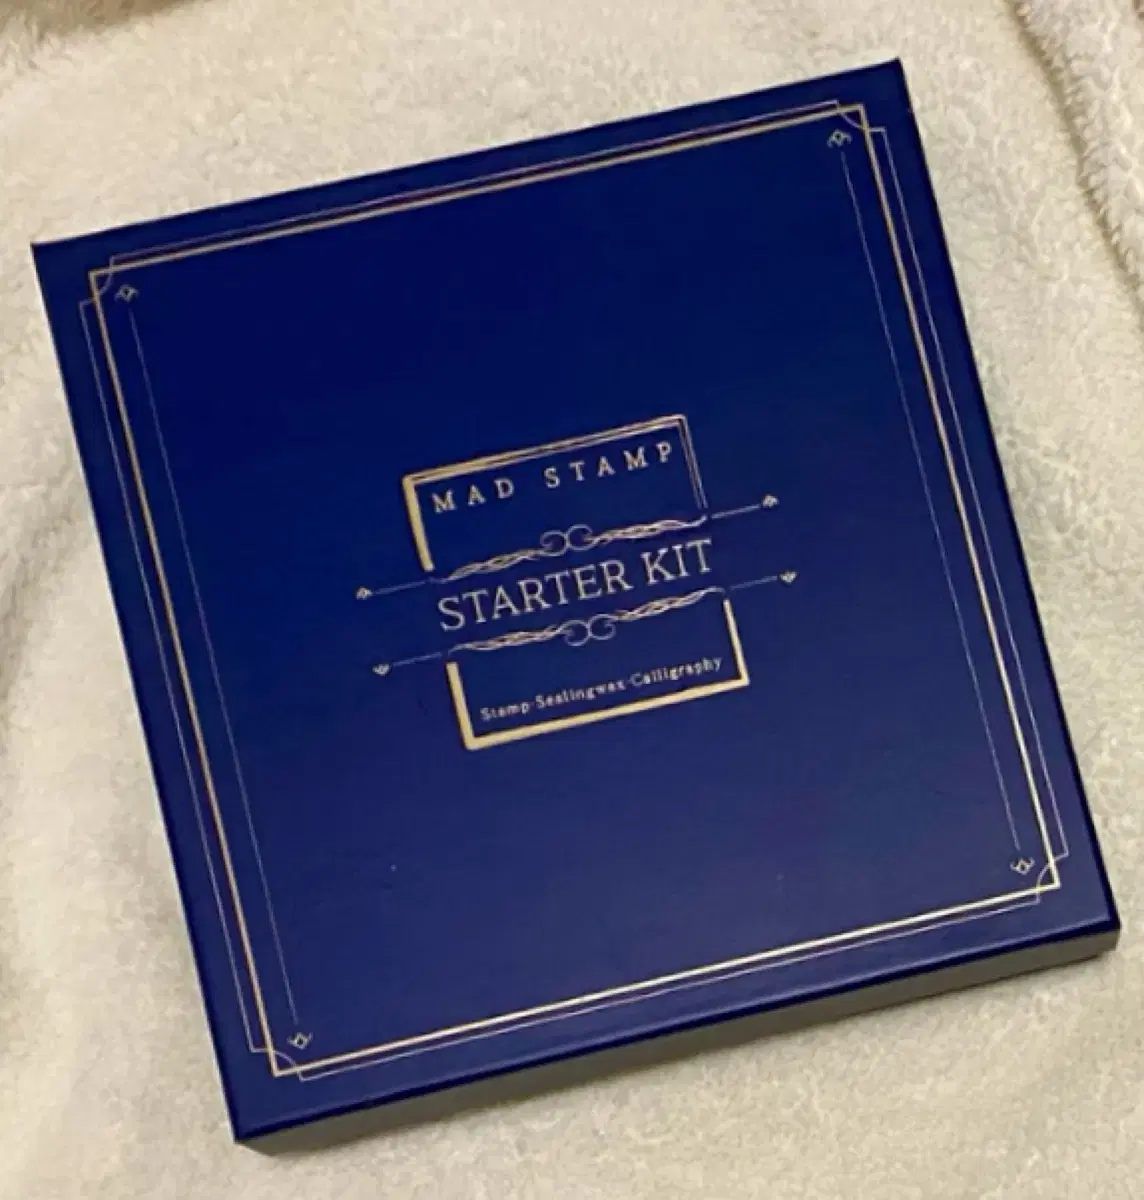 MAD STAMP
STARTER KIT
Stamp·Sealingwax·Calligraphy